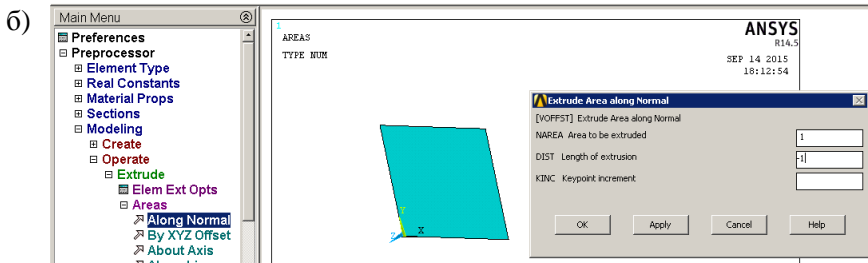 б)
Main Menu
Preferences
Preprocessor
Element Type
Real Constants
Material Props
Sections
Modeling
Create
Operate
Extrude
Elem Ext Opts
Areas
Along Normal
By XYZ Offset
About Axis
1
AREAS
TYPE NUM
ANSYS
R14.5
SEP 14 2015
18:12:54
Y
Z
X
Extrude Area along Normal
[VOFFST] Extrude Area along Normal
NAREA Area to be extruded
1
DIST Length of extrusion
-1
KINC Keypoint increment
OK
Apply
Cancel
Help